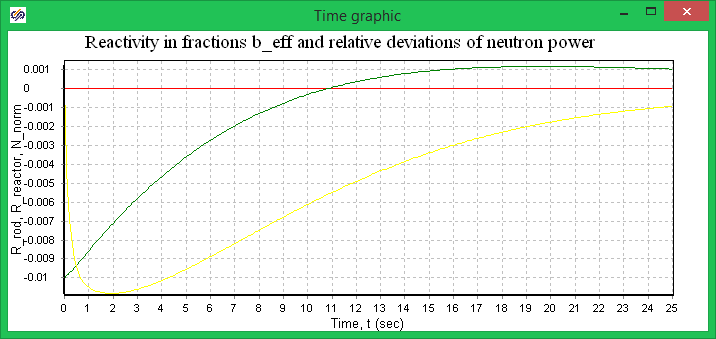 Time graphic
Reactivity in fractions b_eff and relative deviations of neutron power
R_rod, R_reactor, N_norm
0.001
0
-0.001
-0.002
-0.003
-0.004
-0.005
-0.006
-0.007
-0.008
-0.009
-0.01
0 1 2 3 4 5 6 7 8 9 10 11 12 13 14 15 16 17 18 19 20 21 22 23 24 25
Time, t (sec)